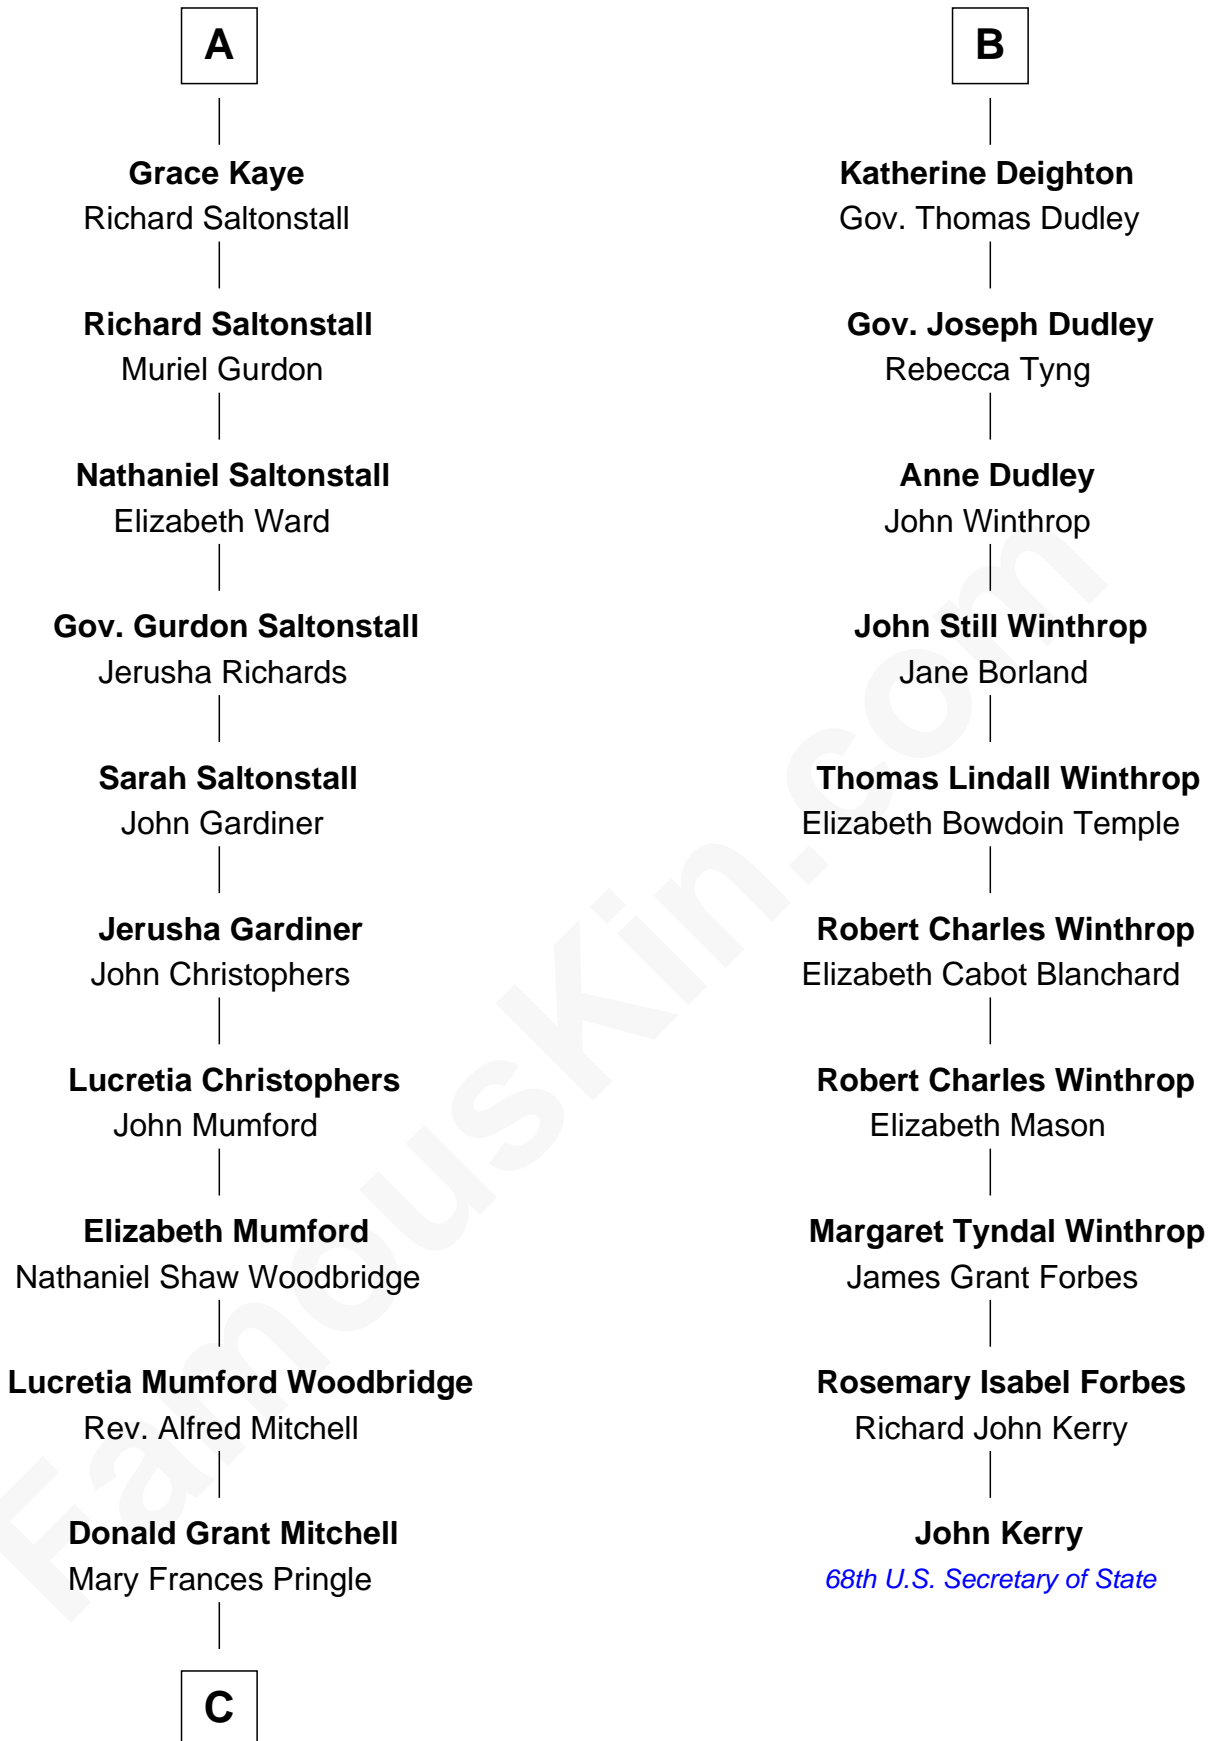 A
Grace Kaye
Richard Saltonstall
Richard Saltonstall
Muriel Gurdon
Nathaniel Saltonstall
Elizabeth Ward
Gov. Gurdon Saltonstall
Jerusha Richards
Sarah Saltonstall
John Gardiner
Jerusha Gardiner
John Christophers
Lucretia Christophers
John Mumford
Elizabeth Mumford
Nathaniel Shaw Woodbridge
Lucretia Mumford Woodbridge
Rev. Alfred Mitchell
Donald Grant Mitchell
Mary Frances Pringle
C
B
Katherine Deighton
Gov. Thomas Dudley
Gov. Joseph Dudley
Rebecca Tyng
Anne Dudley
John Winthrop
John Still Winthrop
Jane Borland
Thomas Lindall Winthrop
Elizabeth Bowdoin Temple
Robert Charles Winthrop
Elizabeth Cabot Blanchard
Robert Charles Winthrop
Elizabeth Mason
Margaret Tyndal Winthrop
James Grant Forbes
Rosemary Isabel Forbes
Richard John Kerry
John Kerry
68th U.S. Secretary of State
FamousKin.com